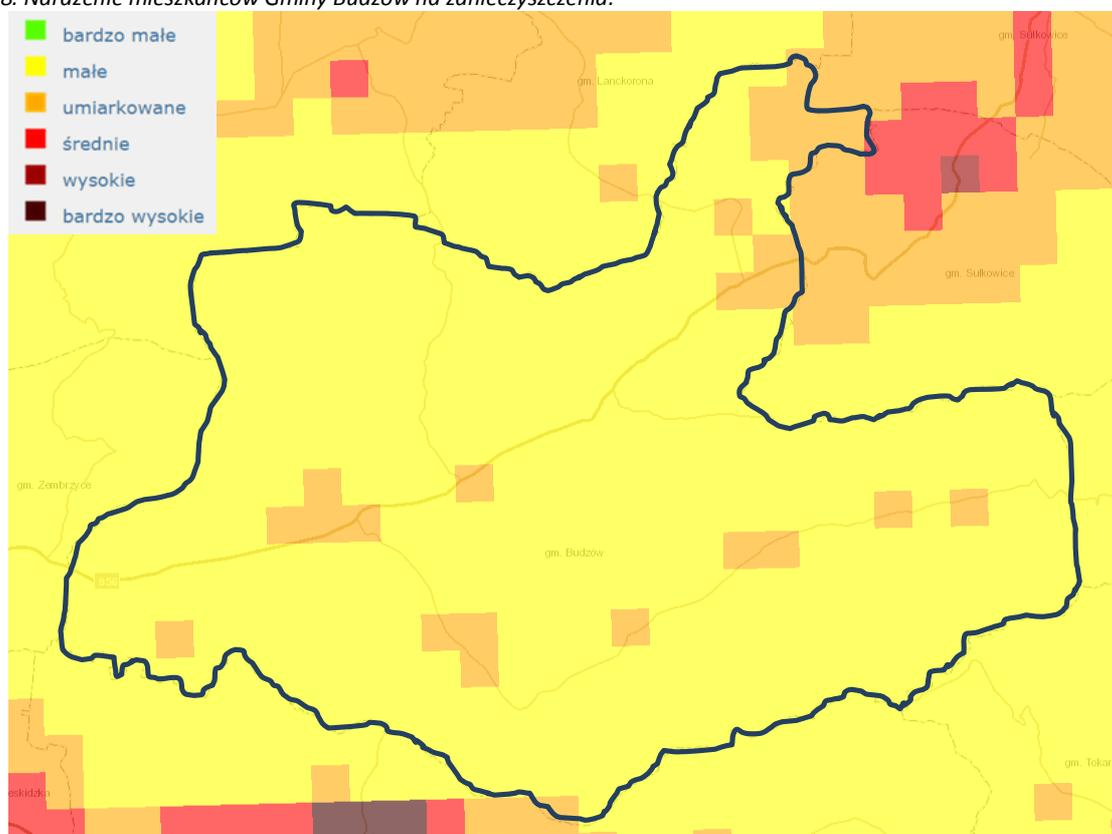 8. Narażenie mieszkańców Gminy Budzów na zanieczyszczenia.
bardzo małe
małe
umiarkowane
średnie
wysokie
bardzo wysokie
gm. Sułkowice
gm. Lanckorona
gm. Sułkowice
gm. Zembrzyce
gm. Budzów
956
gm. Tokar
eskidzka